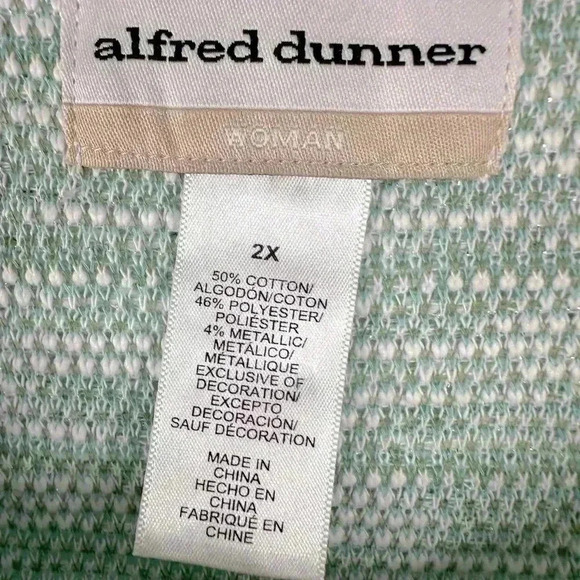 alfred dunner
WOMAN
2X
50% COTTON/
ALGODÓN/COTON
46% POLYESTER/
POLIÉSTER
4% METALLIC/
METÁLICO/
MÉTALLIQUE
EXCLUSIVE OF
DECORATION/
EXCEPTO
DECORACIÓN/
SAUF DÉCORATION
MADE IN
CHINA
HECHO EN
CHINA
FABRIQUÉ EN
CHINE